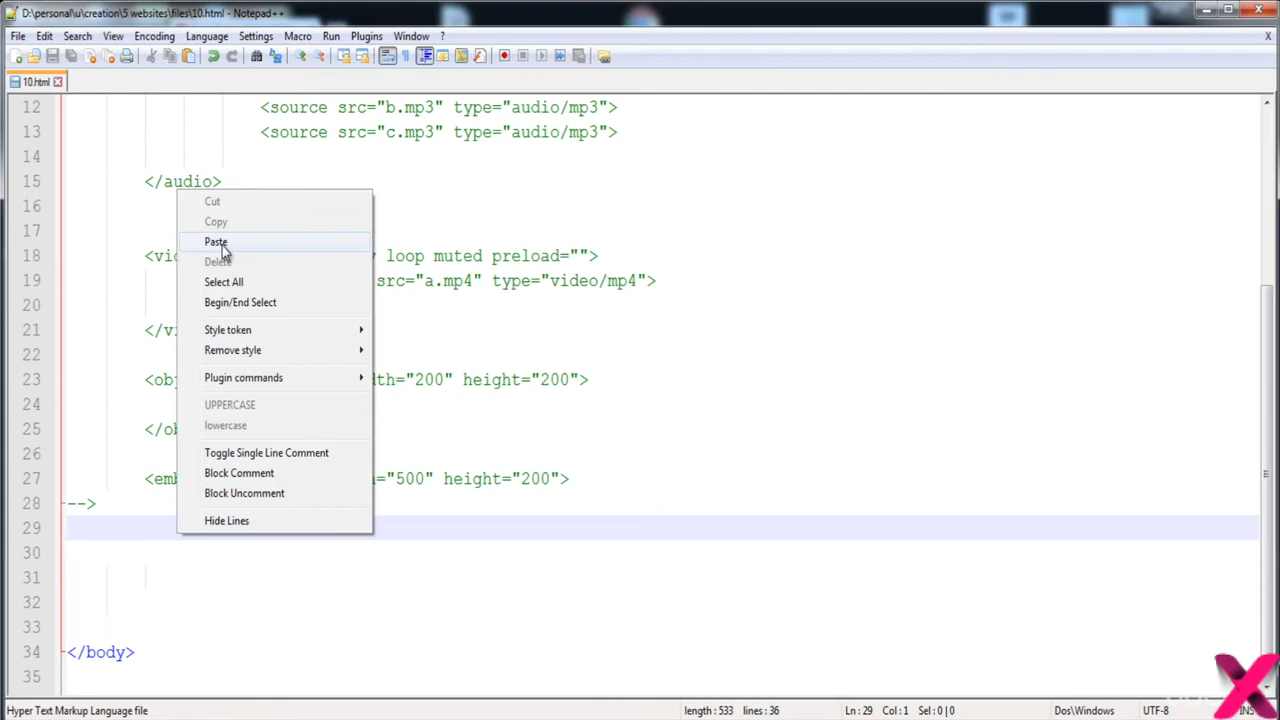 D:\personal\u\creation\5 websites\files\10.html - Notepad++
File Edit Search View Encoding Language Settings Macro Run Plugins Window ? X
10.html
12 <source src="b.mp3" type="audio/mp3">
13 <source src="c.mp3" type="audio/mp3">
14
15 </audio>
16
17
18 <vi loop muted preload="">
19 src="a.mp4" type="video/mp4">
20
21 </vi
22
23 <obj th="200" height="200">
24
25 </ob
26
27 <emb ="500" height="200">
28 -->
29
30
31
32
33
34 </body>
35
Cut
Copy
Paste
Delete
Select All
Begin/End Select
Style token
Remove style
Plugin commands
UPPERCASE
lowercase
Toggle Single Line Comment
Block Comment
Block Uncomment
Hide Lines
Hyper Text Markup Language file length : 533 lines : 36 Ln : 29 Col : 1 Sel : 0 | 0 Dos\Windows UTF-8 INS